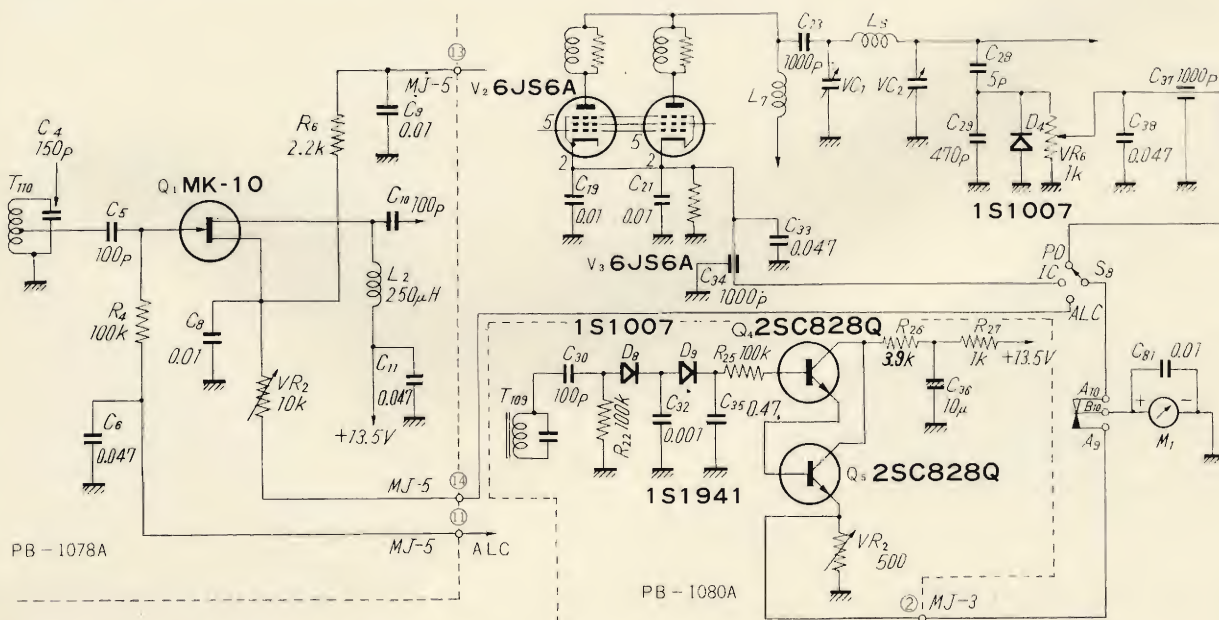 ⑬
MJ-5
C9
0.01
R6
2.2k
C4
150p
T110
C5
100p
Q1 MK-10
C10 100p
R4
100k
C8
0.01
L2
250μH
VR2
10k
C11
0.047
+13.5V
C6
0.047
MJ-5
⑭
⑪
MJ-5
ALC
PB-1078A
V2 6JS6A
5
5
2
2
C19
0.01
C21
0.01
V3 6JS6A
C34
1000p
C33
0.047
C23
1000p
L7
VC1
VC2
C28
5p
C29
470p
D4
VR6
1k
1S1007
C38
0.047
C37 1000p
PO
IC
S8
ALC
1S1007
Q4 2SC828Q
R26
3.9k
R27
1k
+13.5V
C36
10μ
T109
C30
100p
D8
D9
R25 100k
R22 100k
C32
0.001
C35 0.47
1S1941
Q5 2SC828Q
VR2
500
PB-1080A
② MJ-3
C81
0.01
A10
B10
A9
+
-
M1